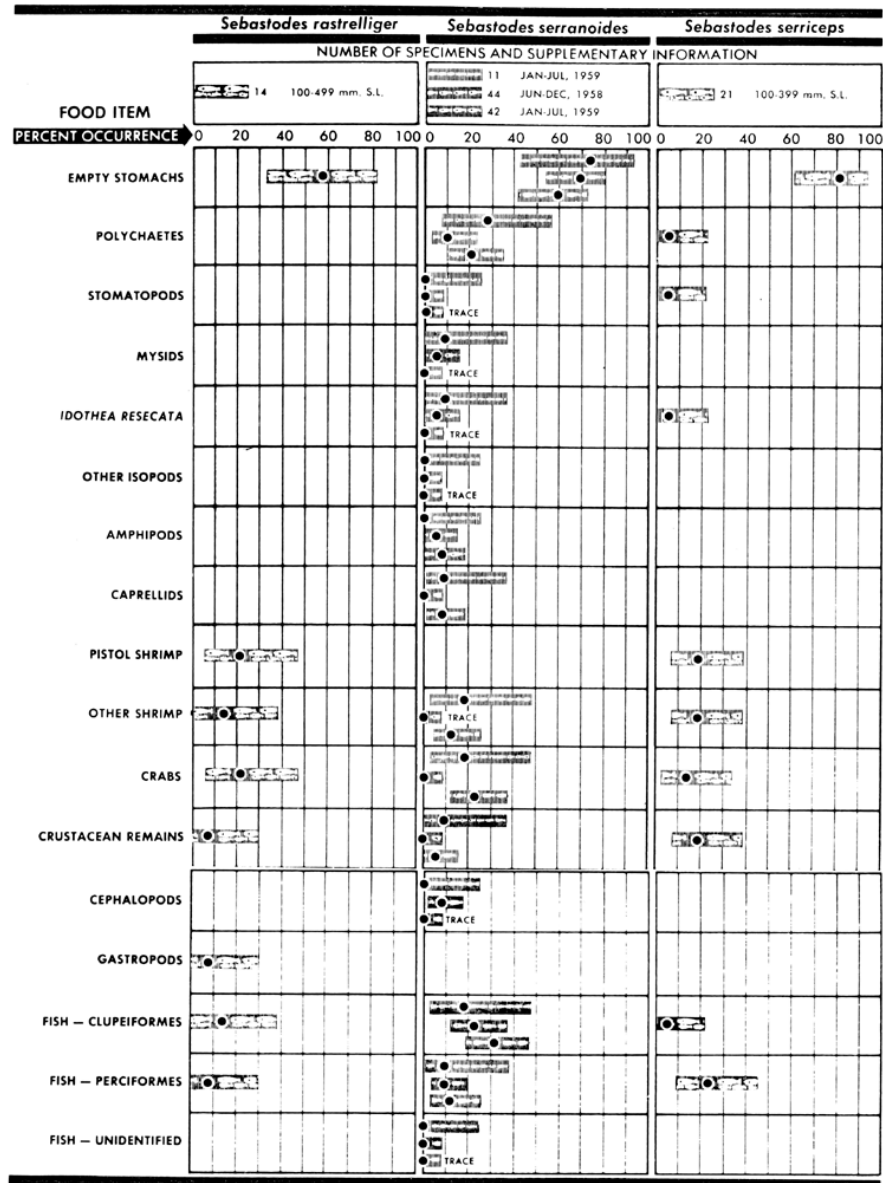 Sebastodes rastrelliger Sebastodes serranoides Sebastodes serriceps
NUMBER OF SPECIMENS AND SUPPLEMENTARY INFORMATION
14 100-499 mm. S.L.
11 JAN-JUL, 1959
44 JUN-DEC, 1958
42 JAN-JUL, 1959
21 100-399 mm. S.L.
FOOD ITEM
PERCENT OCCURRENCE 0 20 40 60 80 100 0 20 40 60 80 100 0 20 40 60 80 100
EMPTY STOMACHS
POLYCHAETES
STOMATOPODS
TRACE
MYSIDS
TRACE
IDOTHEA RESECATA
TRACE
OTHER ISOPODS
TRACE
AMPHIPODS
CAPRELLIDS
PISTOL SHRIMP
OTHER SHRIMP
TRACE
CRABS
CRUSTACEAN REMAINS
CEPHALOPODS
TRACE
GASTROPODS
FISH — CLUPEIFORMES
FISH — PERCIFORMES
FISH — UNIDENTIFIED
TRACE